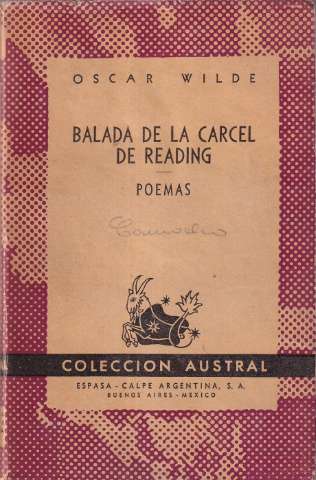 OSCAR WILDE
BALADA DE LA CARCEL
DE READING
POEMAS
COLECCION AUSTRAL
ESPASA - CALPE ARGENTINA, S. A.
BUENOS AIRES - MEXICO